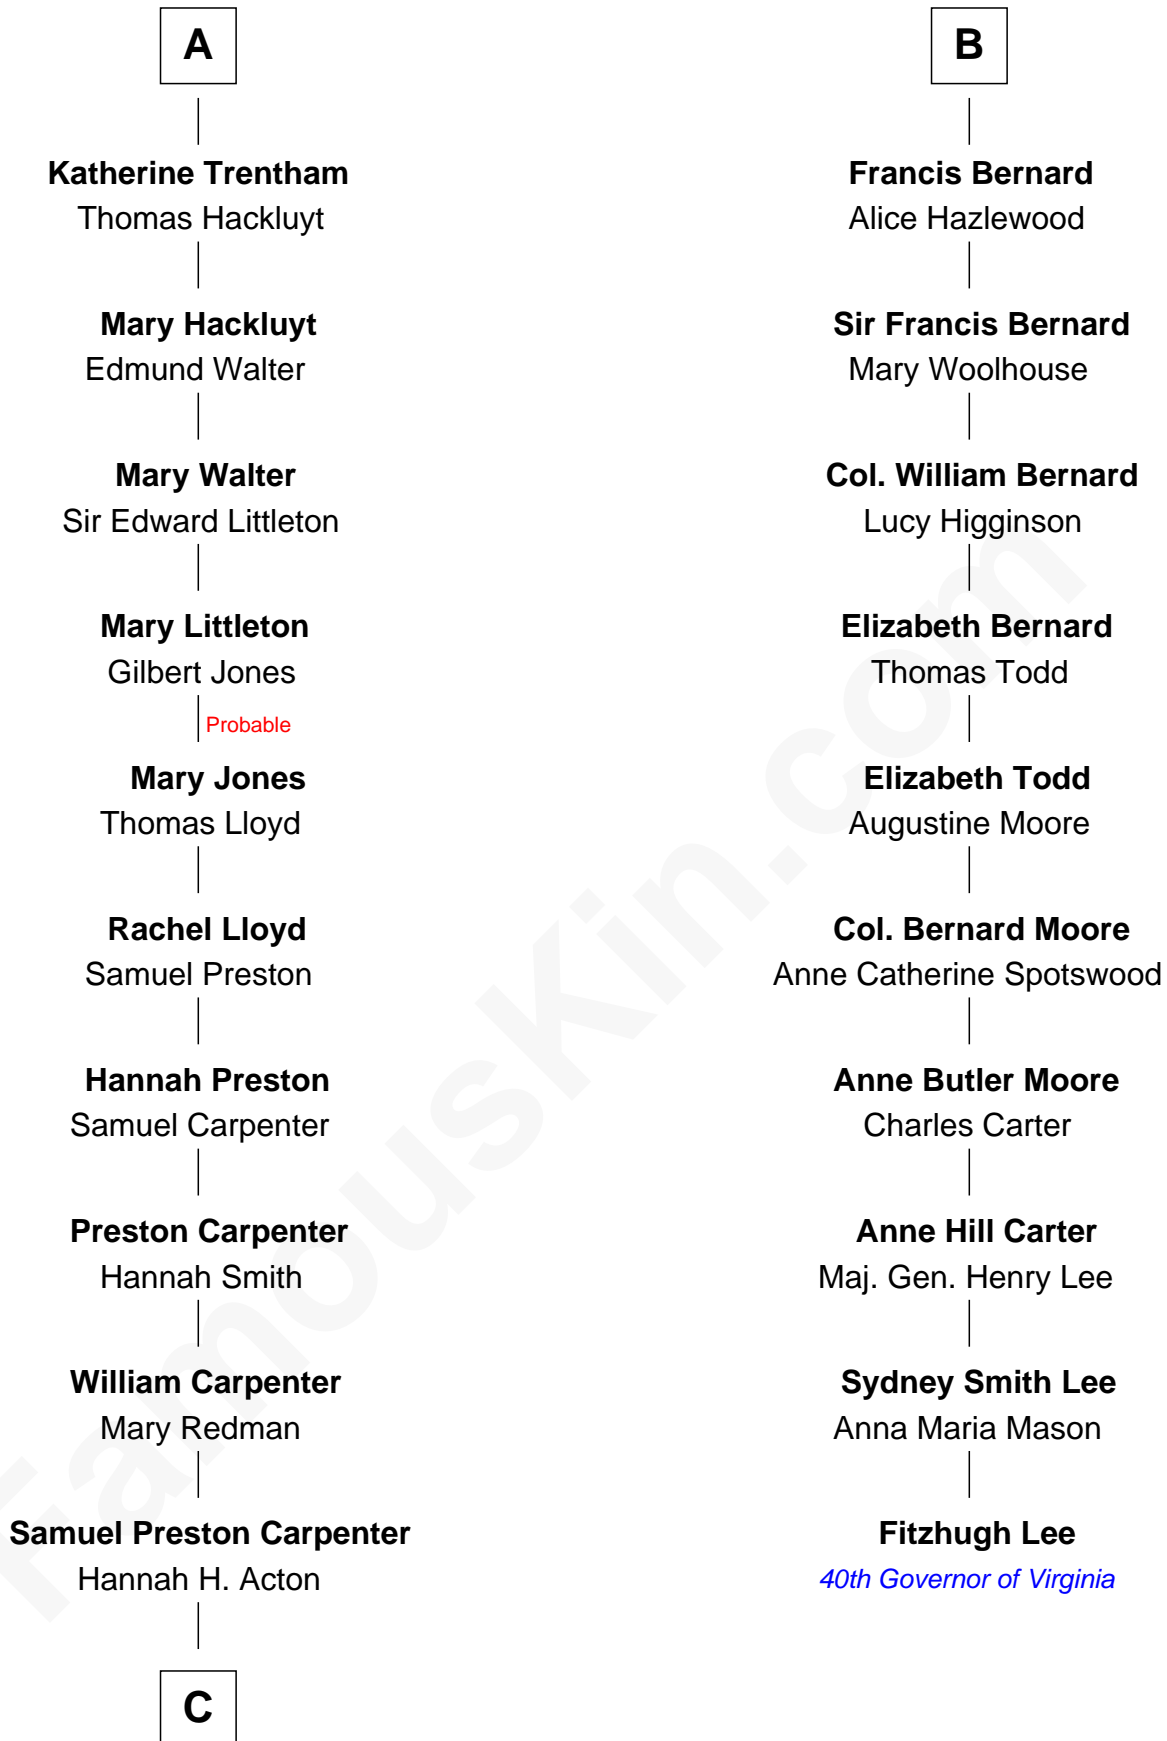 A
Katherine Trentham
Thomas Hackluyt
Mary Hackluyt
Edmund Walter
Mary Walter
Sir Edward Littleton
Mary Littleton
Gilbert Jones
Probable
Mary Jones
Thomas Lloyd
Rachel Lloyd
Samuel Preston
Hannah Preston
Samuel Carpenter
Preston Carpenter
Hannah Smith
William Carpenter
Mary Redman
Samuel Preston Carpenter
Hannah H. Acton
C
B
Francis Bernard
Alice Hazlewood
Sir Francis Bernard
Mary Woolhouse
Col. William Bernard
Lucy Higginson
Elizabeth Bernard
Thomas Todd
Elizabeth Todd
Augustine Moore
Col. Bernard Moore
Anne Catherine Spotswood
Anne Butler Moore
Charles Carter
Anne Hill Carter
Maj. Gen. Henry Lee
Sydney Smith Lee
Anna Maria Mason
Fitzhugh Lee
40th Governor of Virginia
FamousKin.com